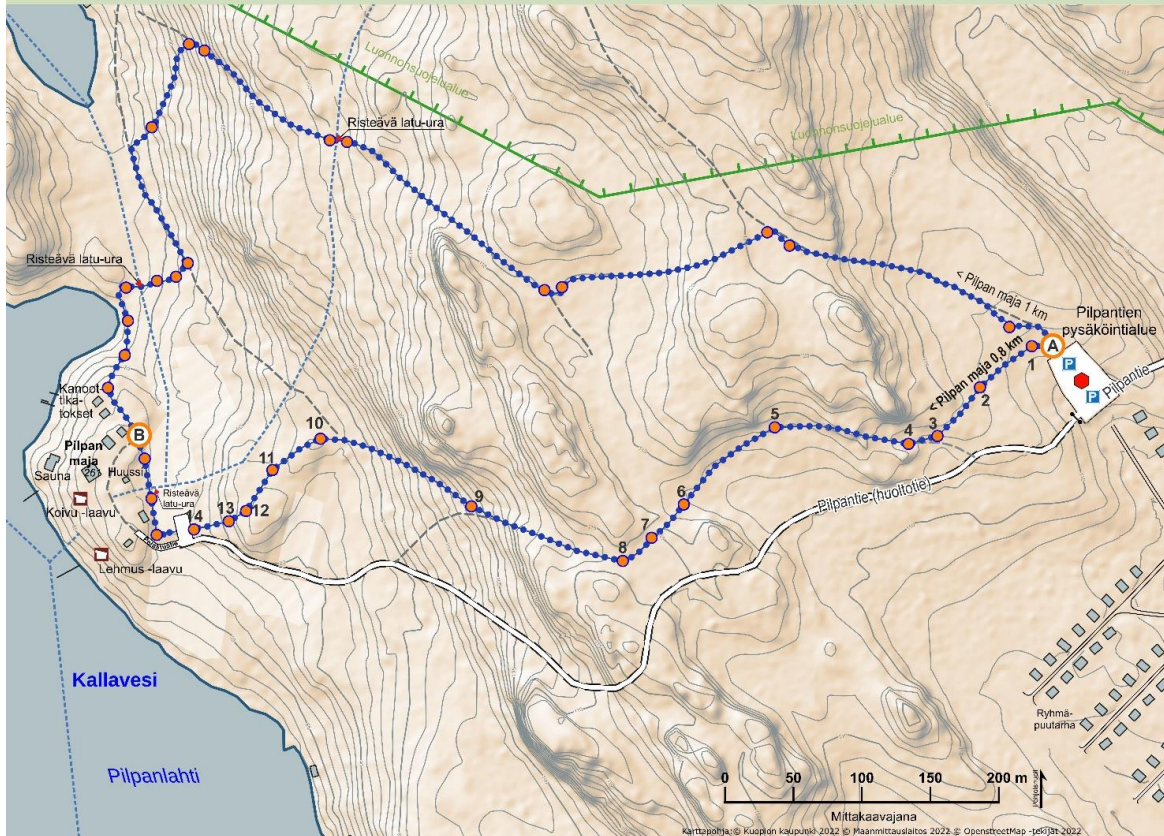 Luonnonsuojelualue
Risteävä latu-ura
Luonnonsuojelualue
Risteävä latu-ura
< Pilpan maja 1 km
Pilpantien
pysäköintialue
A
P
P
Pilpantie
< Pilpan maja 0,8 km
1
2
3
4
5
6
7
8
9
10
11
12
13
14
Kanoot-
tika-
tokset
B
Pilpan
maja
Sauna
261
Huussi
Risteävä
latu-ura
Koivu -laavu
Lehmus -laavu
Pilpantie (huoltotie)
Kallavesi
Pilpanlahti
Ryhmä-
puutarha
0 50 100 150 200 m
Mittakaavajana
Karttapohja: © Kuopion kaupunki 2022 © Maanmittauslaitos 2022 © OpenstreetMap -tekijät 2022